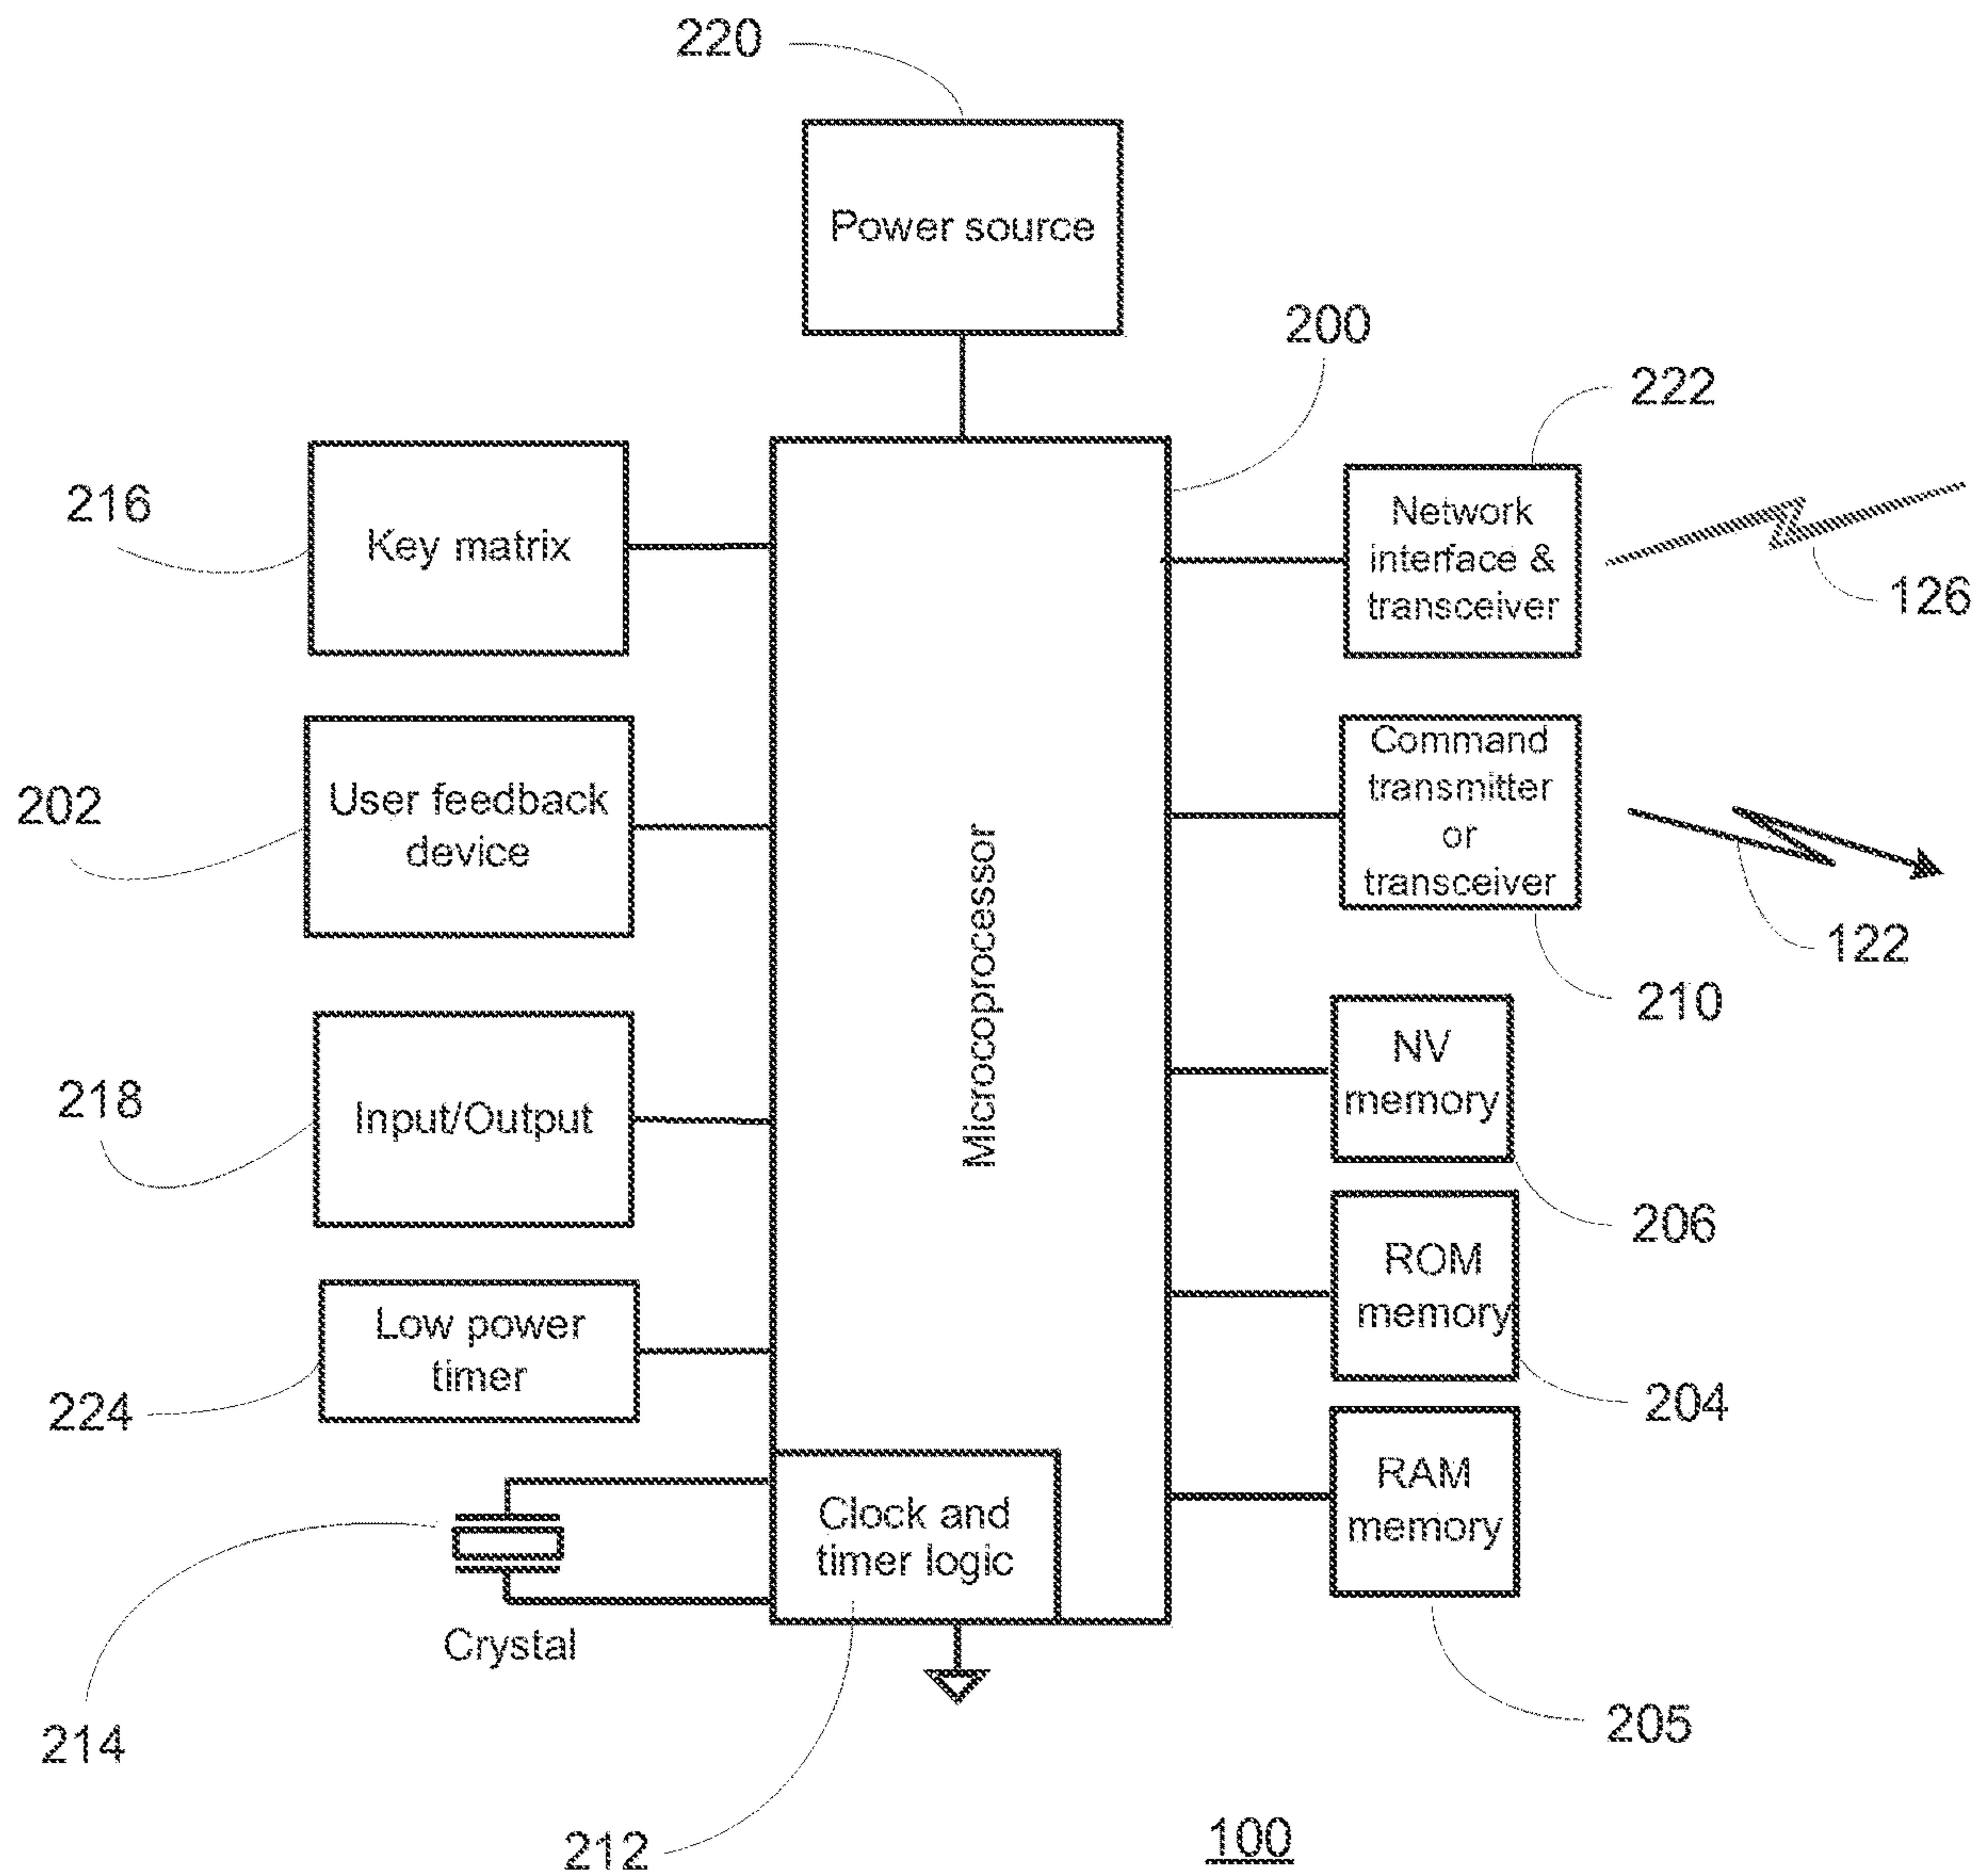 220
Power source
200
222
216
Key matrix
Network
interface &
transceiver
126
202
User feedback
device
Command
transmitter
or
transceiver
122
210
Microcoprocessor
218
Input/Output
NV
memory
206
ROM
memory
204
224
Low power
timer
RAM
memory
205
Clock and
timer logic
Crystal
214
212
100